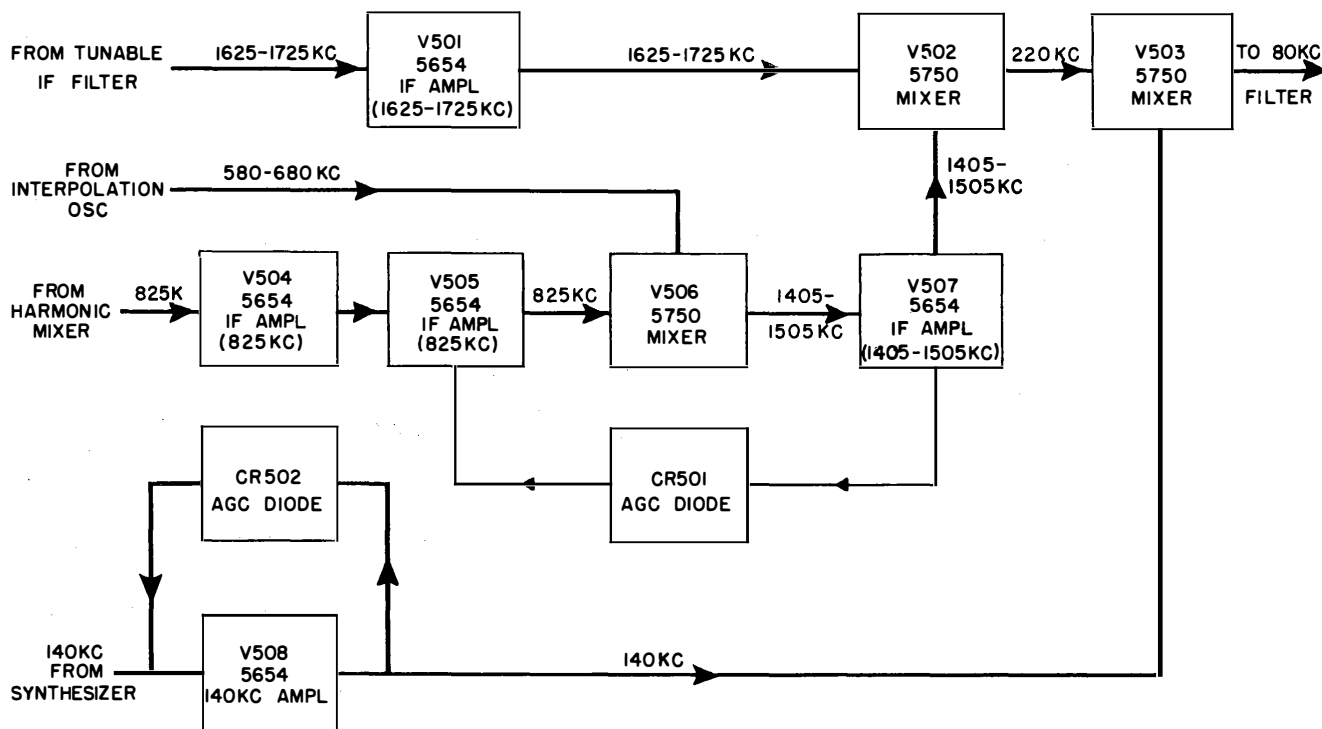 FROM TUNABLE
IF FILTER
1625-1725KC
V501
5654
IF AMPL
(1625-1725KC)
1625-1725KC
V502
5750
MIXER
220KC
V503
5750
MIXER
TO 80KC
FILTER
FROM
INTERPOLATION
OSC
580-680KC
1405-
1505KC
FROM
HARMONIC
MIXER
825K
V504
5654
IF AMPL
(825KC)
V505
5654
IF AMPL
(825KC)
825KC
V506
5750
MIXER
1405-
1505KC
V507
5654
IF AMPL
(1405-1505KC)
CR502
AGC DIODE
CR501
AGC DIODE
140KC
FROM
SYNTHESIZER
V508
5654
140KC AMPL
140KC